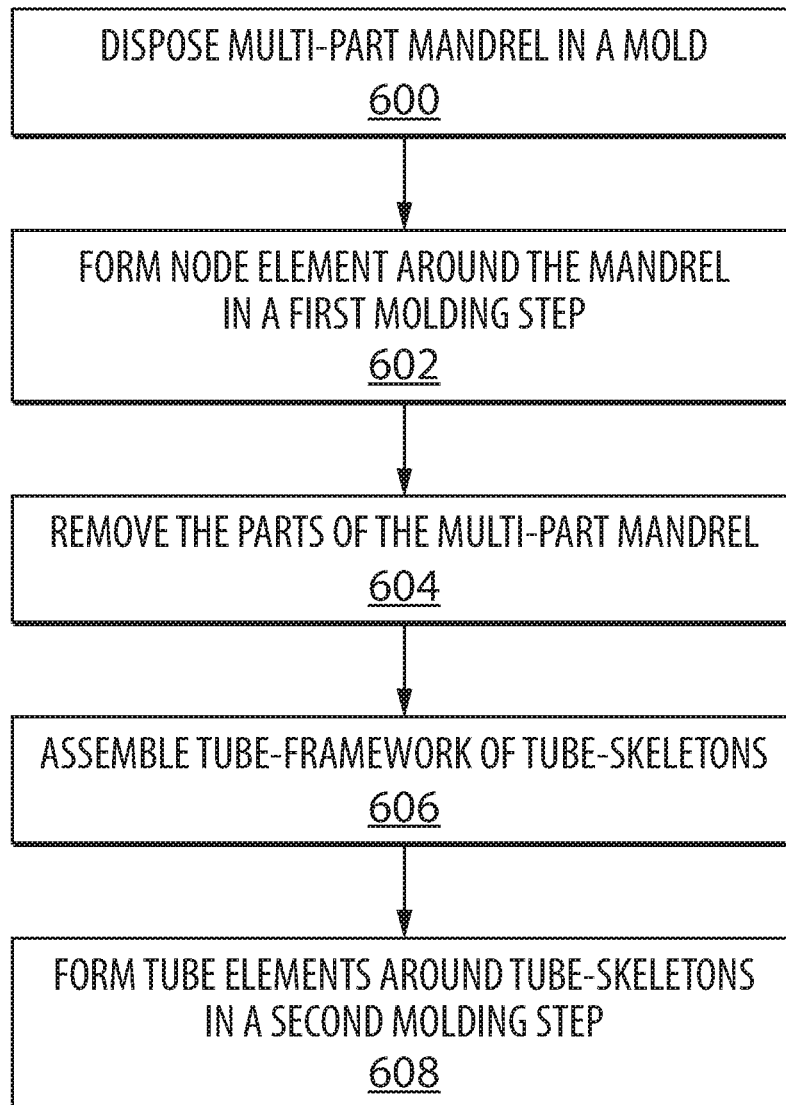 DISPOSE MULTI-PART MANDREL IN A MOLD
600
FORM NODE ELEMENT AROUND THE MANDREL
IN A FIRST MOLDING STEP
602
REMOVE THE PARTS OF THE MULTI-PART MANDREL
604
ASSEMBLE TUBE-FRAMEWORK OF TUBE-SKELETONS
606
FORM TUBE ELEMENTS AROUND TUBE-SKELETONS
IN A SECOND MOLDING STEP
608